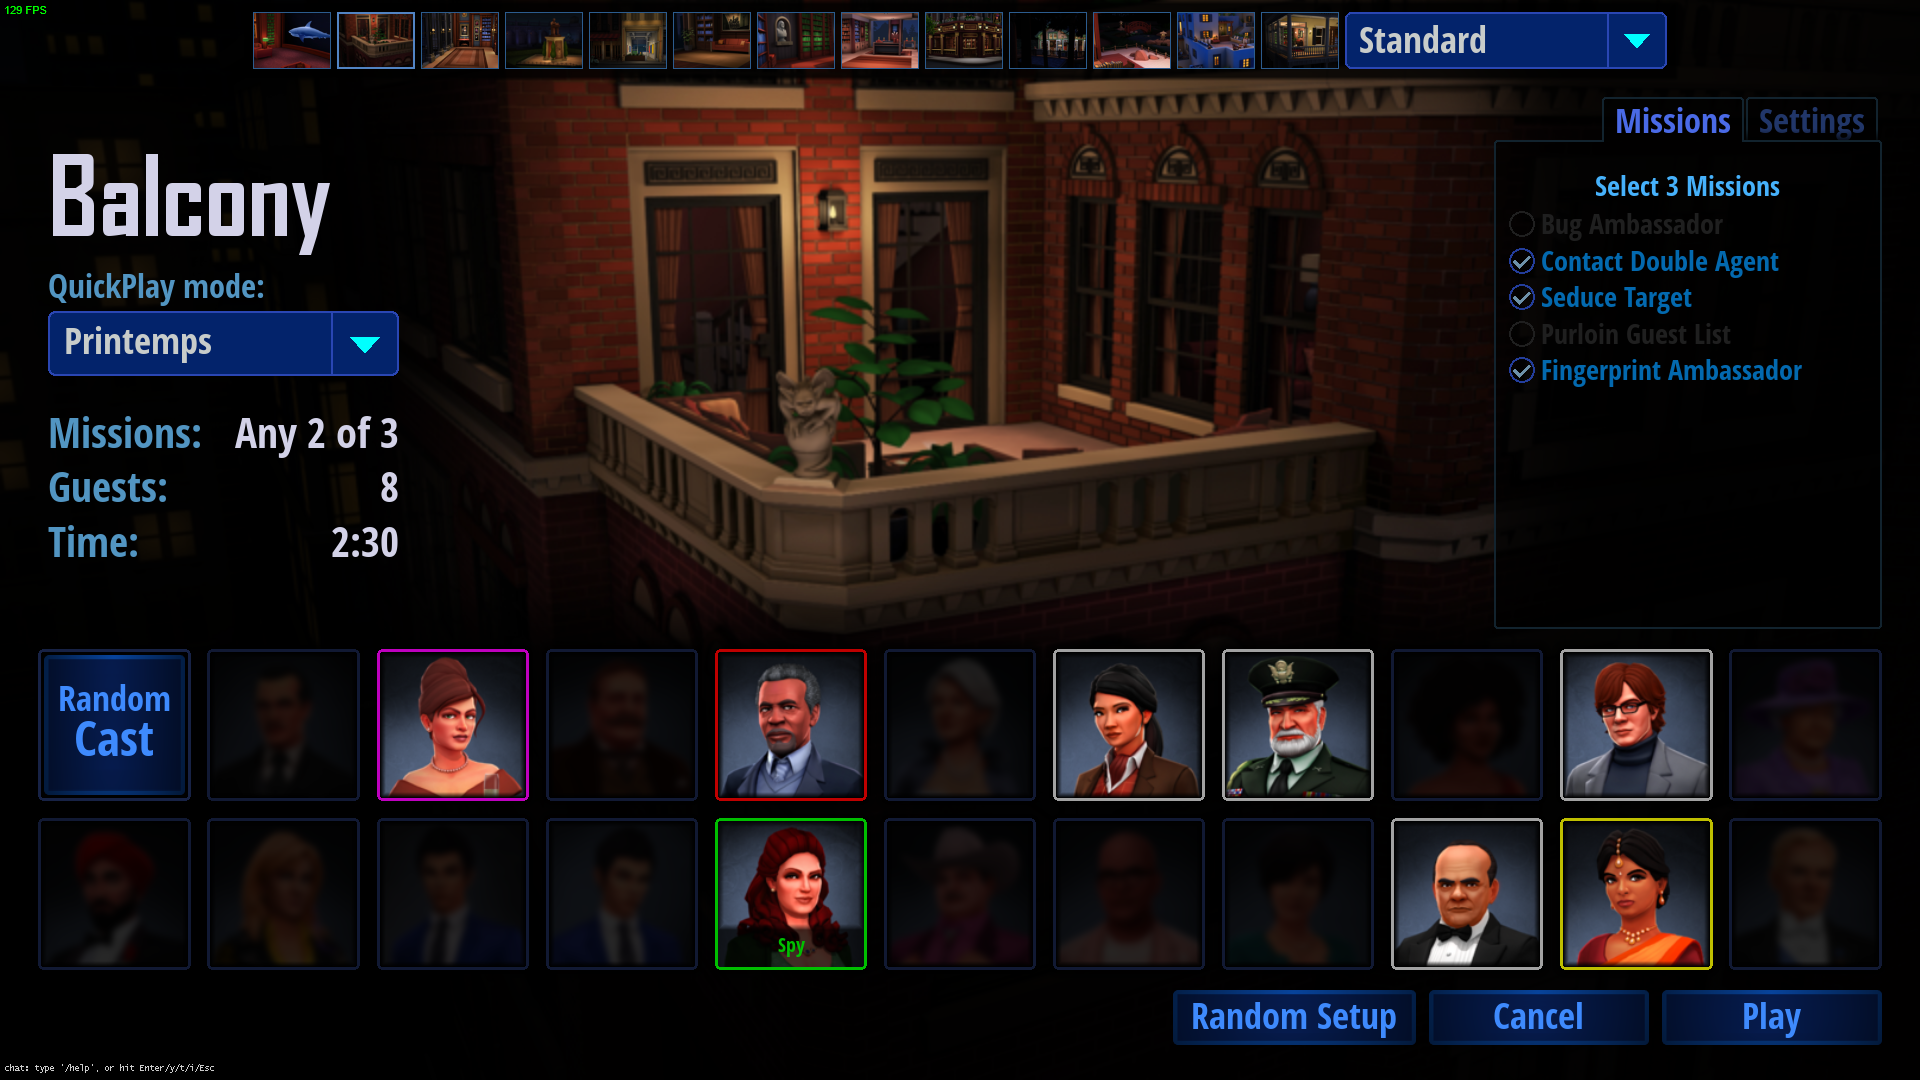 129 FPS
Standard
Missions
Settings
Balcony
QuickPlay mode:
Printemps
Missions: Any 2 of 3
Guests: 8
Time: 2:30
Select 3 Missions
Bug Ambassador
Contact Double Agent
Seduce Target
Purloin Guest List
Fingerprint Ambassador
Random
Cast
Spy
Random Setup
Cancel
Play
chat: type '/help', or hit Enter/y/t/i/Esc